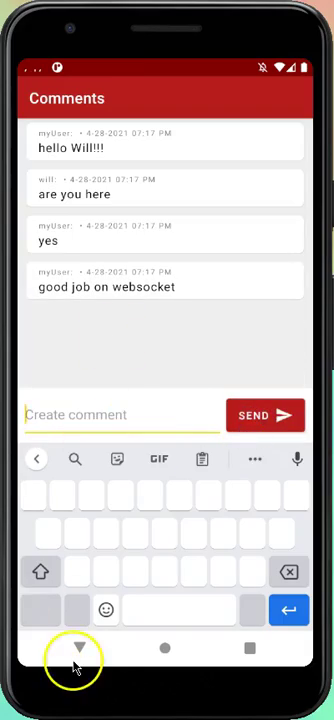 Comments
myUser: • 4-28-2021 07:17 PM
hello Will!!!
will: • 4-28-2021 07:17 PM
are you here
myUser: • 4-28-2021 07:17 PM
yes
myUser: • 4-28-2021 07:17 PM
good job on websocket
Create comment
SEND
GIF